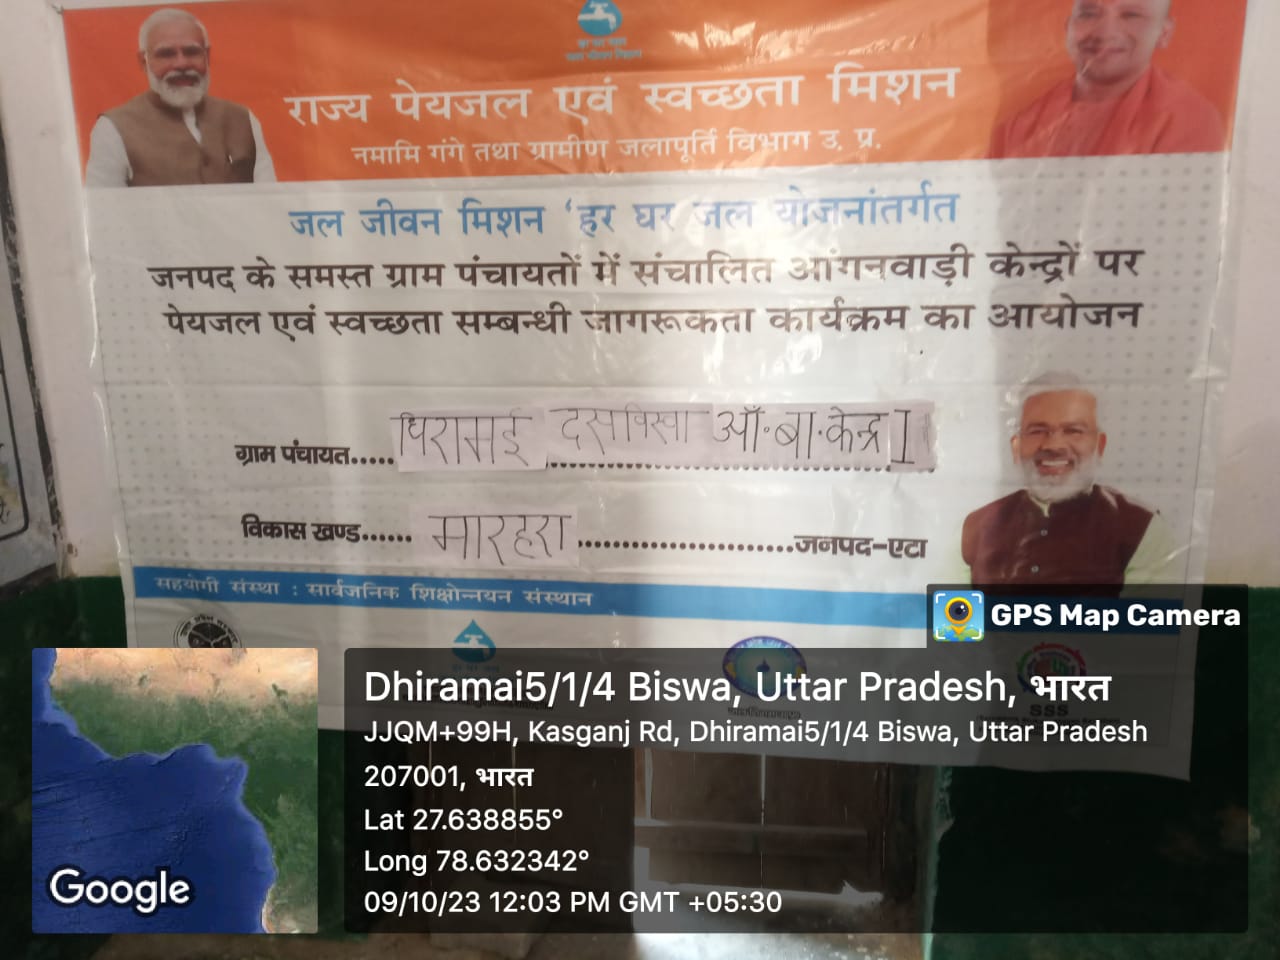 राज्य पेयजल एवं स्वच्छता मिशन
नमामि गंगे तथा ग्रामीण जलापूर्ति विभाग उ. प्र.
जल जीवन मिशन ‘हर घर जल योजनांतर्गत
जनपद के समस्त ग्राम पंचायतों में संचालित आंगनवाड़ी केन्द्रों पर
पेयजल एवं स्वच्छता सम्बन्धी जागरूकता कार्यक्रम का आयोजन
ग्राम पंचायत..... धिरामई दसविस्वा आँ॰बा॰केन्द्र I
विकास खण्ड...... मारहरा ........................जनपद-एटा
सहयोगी संस्था : सार्वजनिक शिक्षोन्नयन संस्थान
SSS
GPS Map Camera
Dhiramai5/1/4 Biswa, Uttar Pradesh, भारत
JJQM+99H, Kasganj Rd, Dhiramai5/1/4 Biswa, Uttar Pradesh
207001, भारत
Lat 27.638855°
Long 78.632342°
09/10/23 12:03 PM GMT +05:30
Google